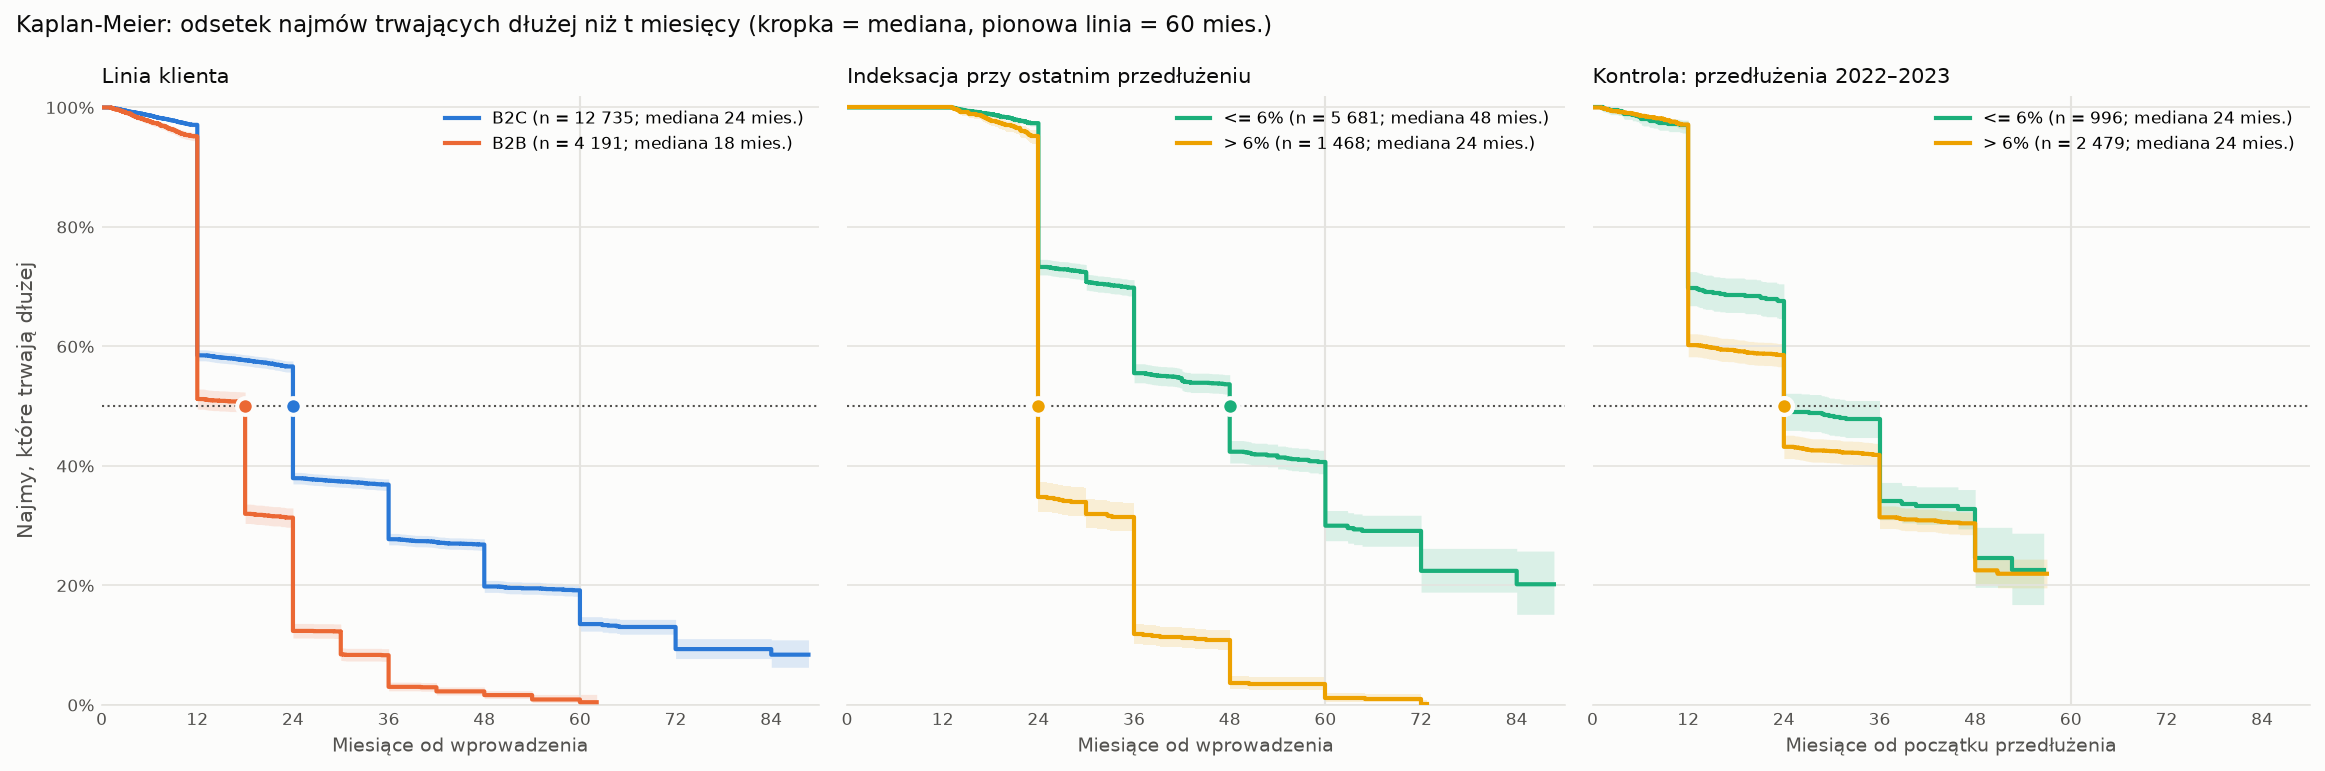 Kaplan-Meier: odsetek najmów trwających dłużej niż t miesięcy (kropka = mediana, pionowa linia = 60 mies.)
Linia klienta
B2C (n = 12 735; mediana 24 mies.)
B2B (n = 4 191; mediana 18 mies.)
Najmy, które trwają dłużej
100%
80%
60%
40%
20%
0%
0 12 24 36 48 60 72 84
Miesiące od wprowadzenia
Indeksacja przy ostatnim przedłużeniu
<= 6% (n = 5 681; mediana 48 mies.)
> 6% (n = 1 468; mediana 24 mies.)
0 12 24 36 48 60 72 84
Miesiące od wprowadzenia
Kontrola: przedłużenia 2022–2023
<= 6% (n = 996; mediana 24 mies.)
> 6% (n = 2 479; mediana 24 mies.)
0 12 24 36 48 60 72 84
Miesiące od początku przedłużenia